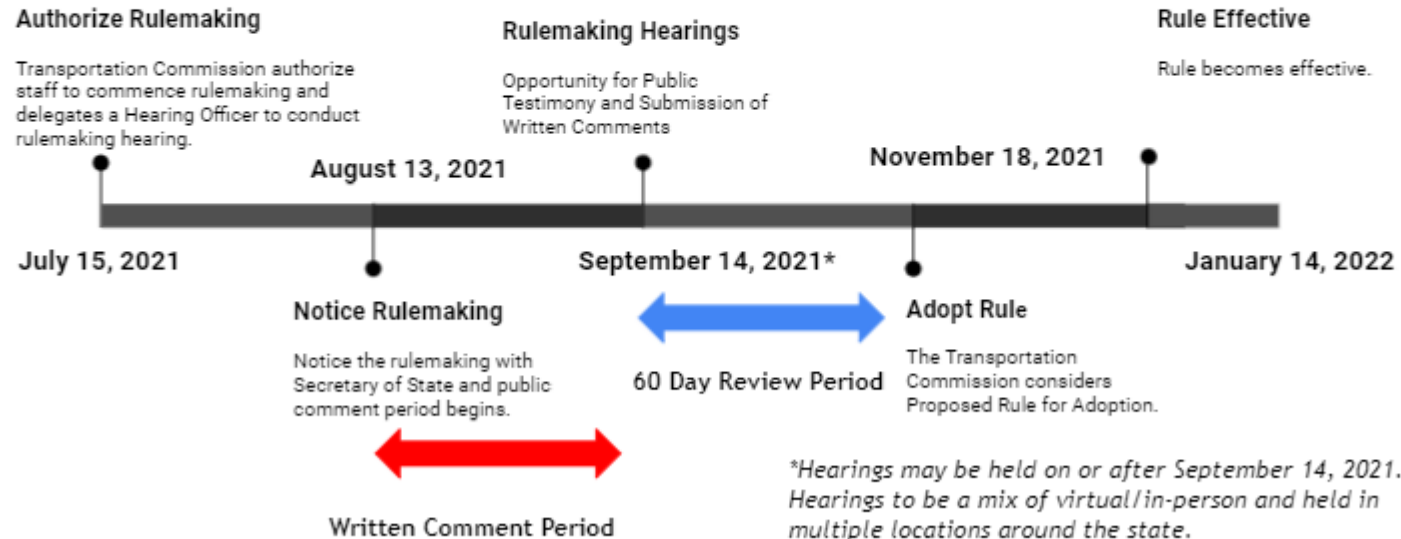 Authorize Rulemaking
Transportation Commission authorize
staff to commence rulemaking and
delegates a Hearing Officer to conduct
rulemaking hearing.
Rulemaking Hearings
Opportunity for Public
Testimony and Submission of
Written Comments
Rule Effective
Rule becomes effective.
August 13, 2021
November 18, 2021
July 15, 2021
September 14, 2021*
January 14, 2022
Notice Rulemaking
Notice the rulemaking with
Secretary of State and public
comment period begins.
60 Day Review Period
Adopt Rule
The Transportation
Commission considers
Proposed Rule for Adoption.
Written Comment Period
*Hearings may be held on or after September 14, 2021.
Hearings to be a mix of virtual/in-person and held in
multiple locations around the state.